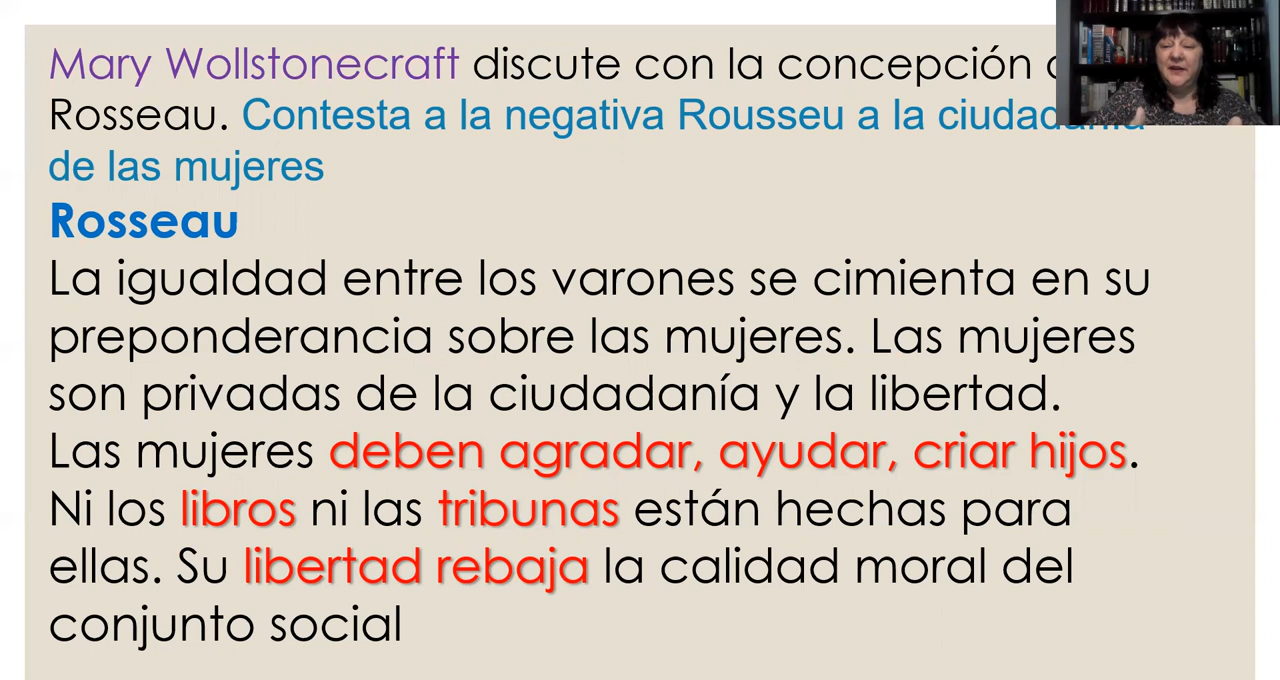 Mary Wollstonecraft discute con la concepción
Rosseau. Contesta a la negativa Rousseu a la ciudadanía
de las mujeres
Rosseau
La igualdad entre los varones se cimienta en su
preponderancia sobre las mujeres. Las mujeres
son privadas de la ciudadanía y la libertad.
Las mujeres deben agradar, ayudar, criar hijos.
Ni los libros ni las tribunas están hechas para
ellas. Su libertad rebaja la calidad moral del
conjunto social